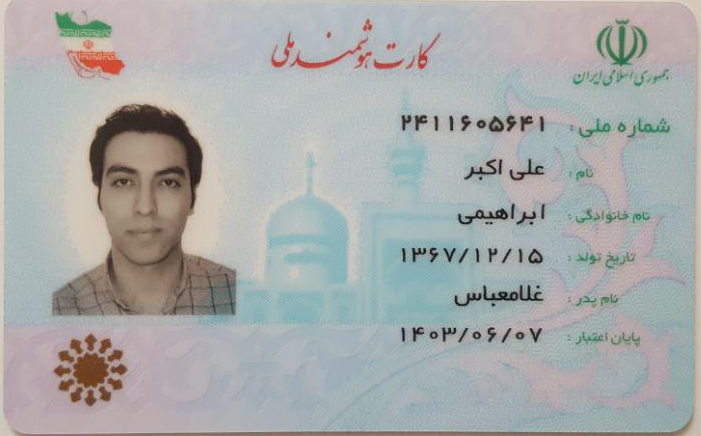 کارت هوشمند ملی
جمهوری اسلامی ایران
شماره ملی: ۲۴۱۱۶۰۵۶۴۱
نام: علی اکبر
نام خانوادگی: ابراهیمی
تاریخ تولد: ۱۳۶۷/۱۲/۱۵
نام پدر: غلامعباس
پایان اعتبار: ۱۴۰۳/۰۶/۰۷